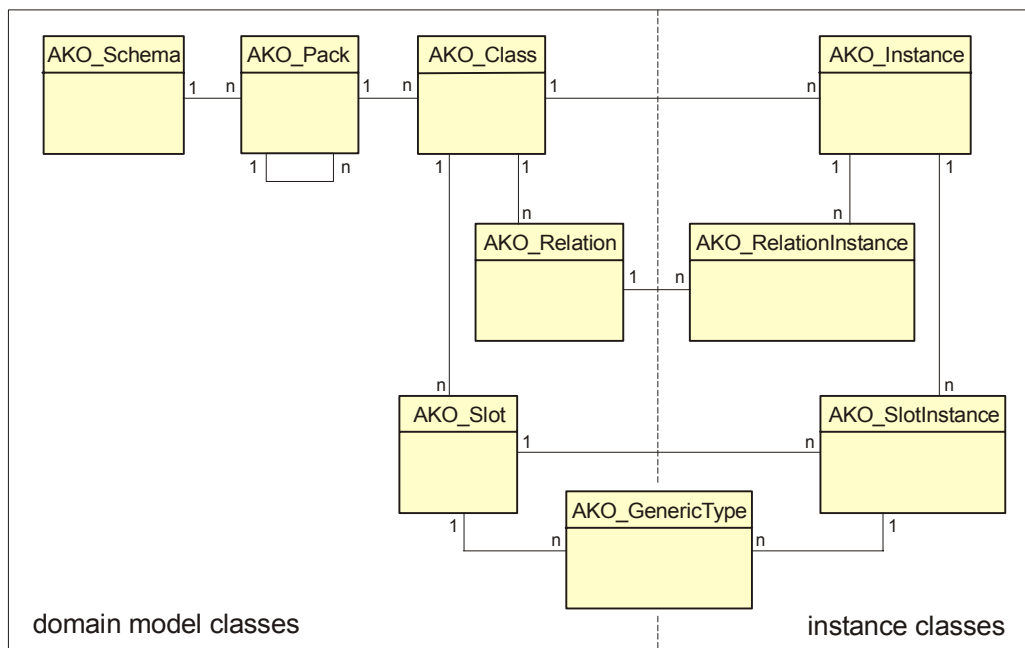 AKO_Schema
AKO_Pack
AKO_Class
AKO_Instance
1 n 1 n 1 n
1 n 1 1 1 1
n n
AKO_Relation
AKO_RelationInstance
1 n
n n
AKO_Slot
AKO_SlotInstance
1 n
AKO_GenericType
1 1
n n
domain model classes
instance classes